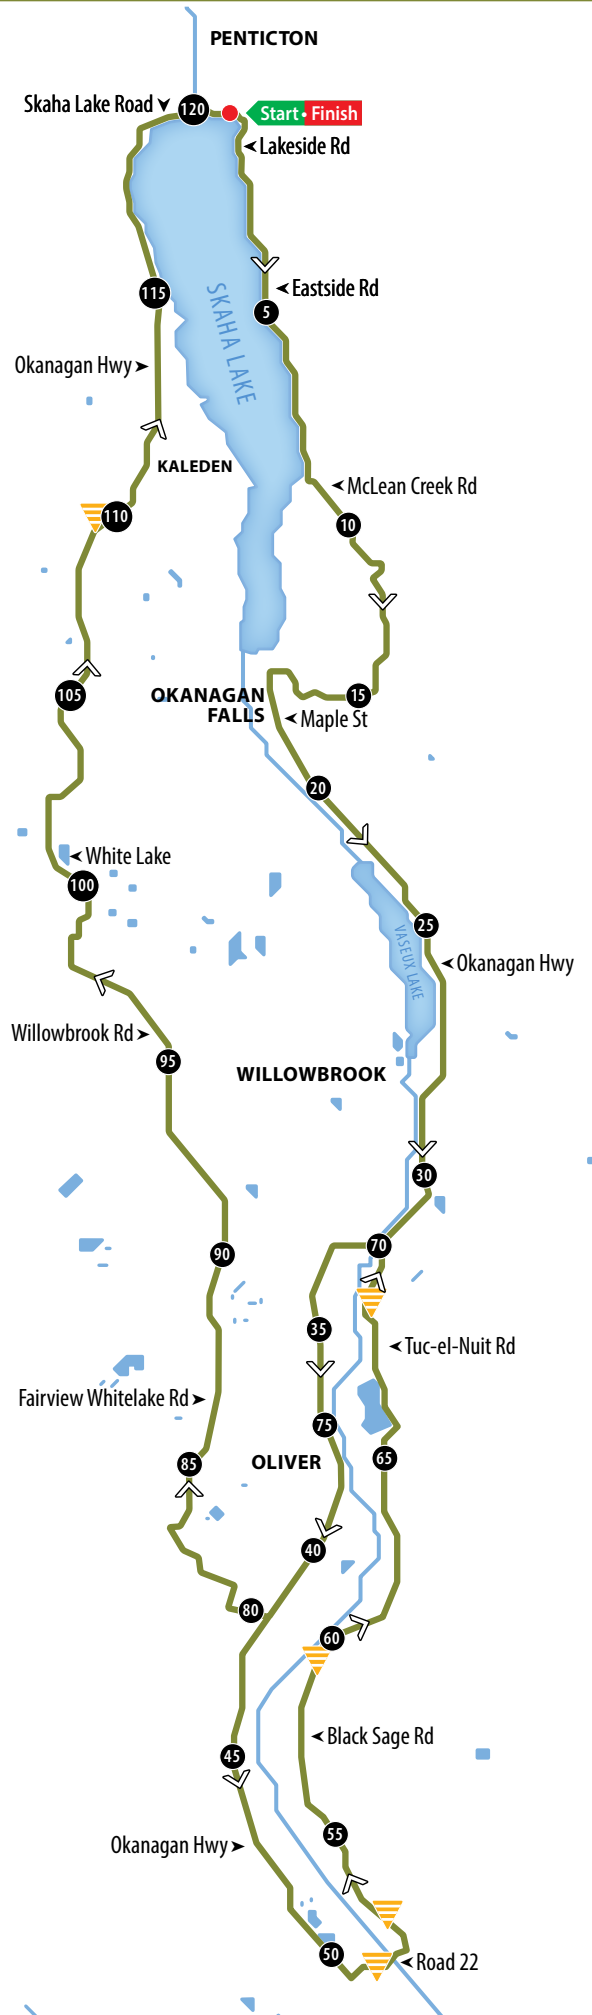 PENTICTON
Skaha Lake Road
120
Start • Finish
Lakeside Rd
Eastside Rd
115
5
SKAHA LAKE
Okanagan Hwy
KALEDEN
McLean Creek Rd
110
10
105
OKANAGAN
FALLS
15
Maple St
20
White Lake
100
25
VASEUX LAKE
Okanagan Hwy
Willowbrook Rd
95
WILLOWBROOK
30
70
90
35
Tuc-el-Nuit Rd
Fairview Whitelake Rd
75
OLIVER
65
85
40
80
60
Black Sage Rd
45
55
Okanagan Hwy
50
Road 22